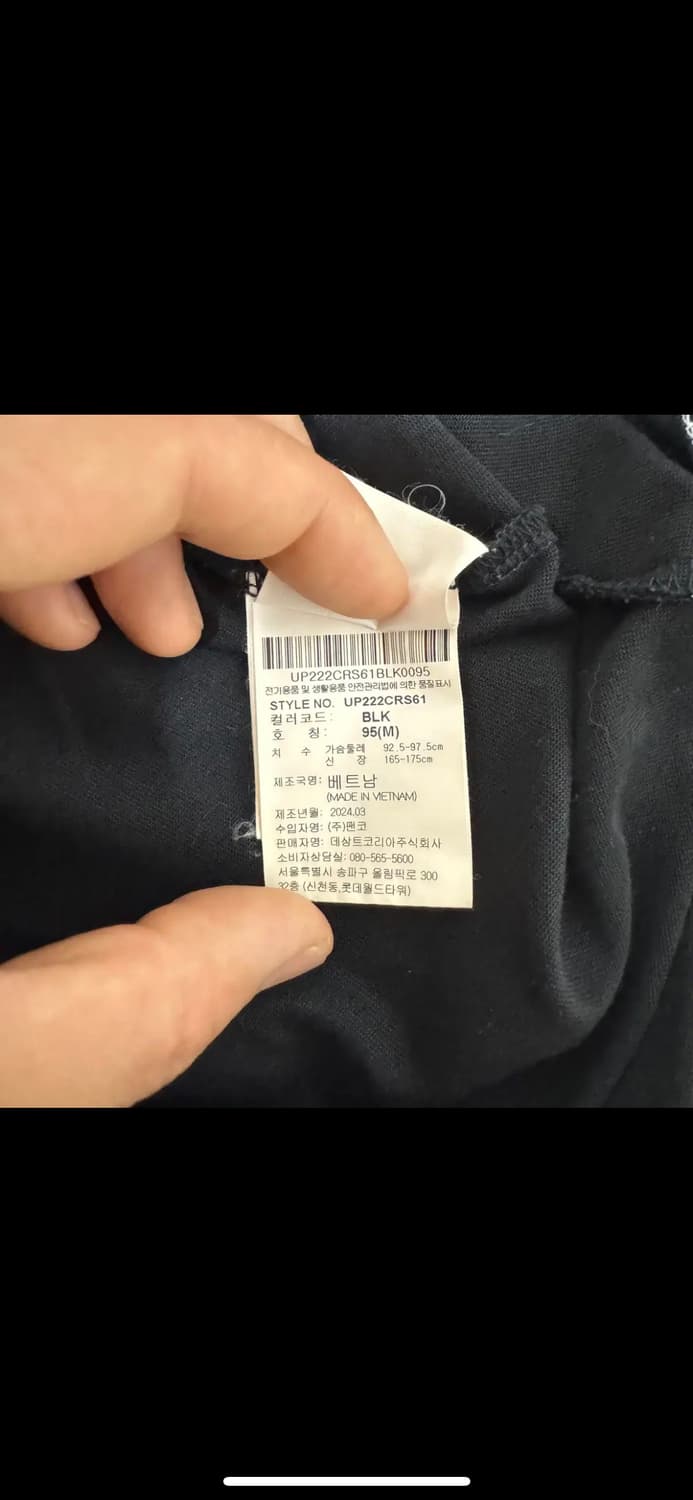 UP222CRS61BLK0095
전기용품 및 생활용품 안전관리법에 의한 품질표시
STYLE NO. UP222CRS61
컬러코드: BLK
호 칭: 95(M)
치 수 가슴둘레 92.5-97.5cm
신 장 165-175cm
제조국명: 베트남
(MADE IN VIETNAM)
제조년월: 2024.03
수입자명: (주)팬코
판매자명: 데상트코리아주식회사
소비자상담실: 080-565-5600
서울특별시 송파구 올림픽로 300
32층 (신천동,롯데월드타워)